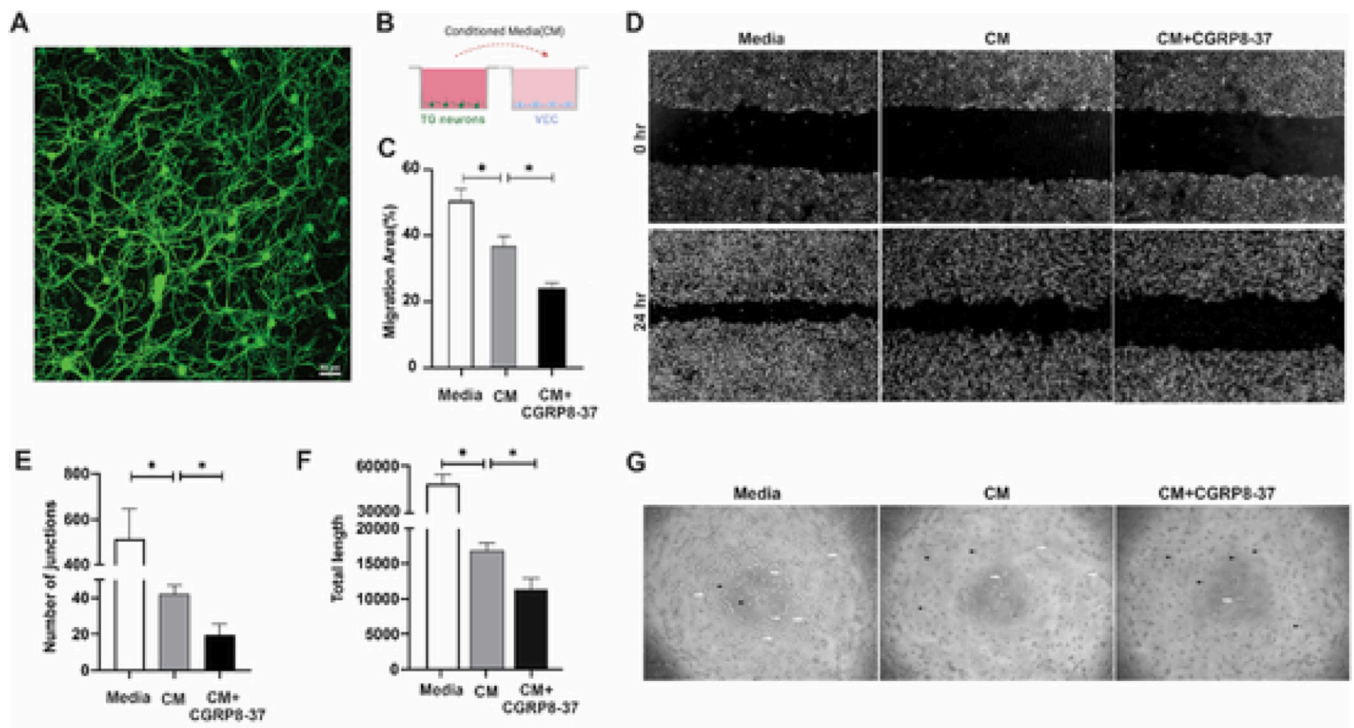 A
B
Conditioned Media(CM)
TG neurons
VEC
C
Migration Area(%)
60
40
20
0
* *
Media
CM
CM+
CGRP8-37
D
Media
CM
CM+CGRP8-37
0 hr
24 hr
E
Number of junctions
800
600
400
40
20
0
* *
Media
CM
CM+
CGRP8-37
F
Total length
60000
30000
20000
15000
10000
5000
0
* *
Media
CM
CM+
CGRP8-37
G
Media
CM
CM+CGRP8-37